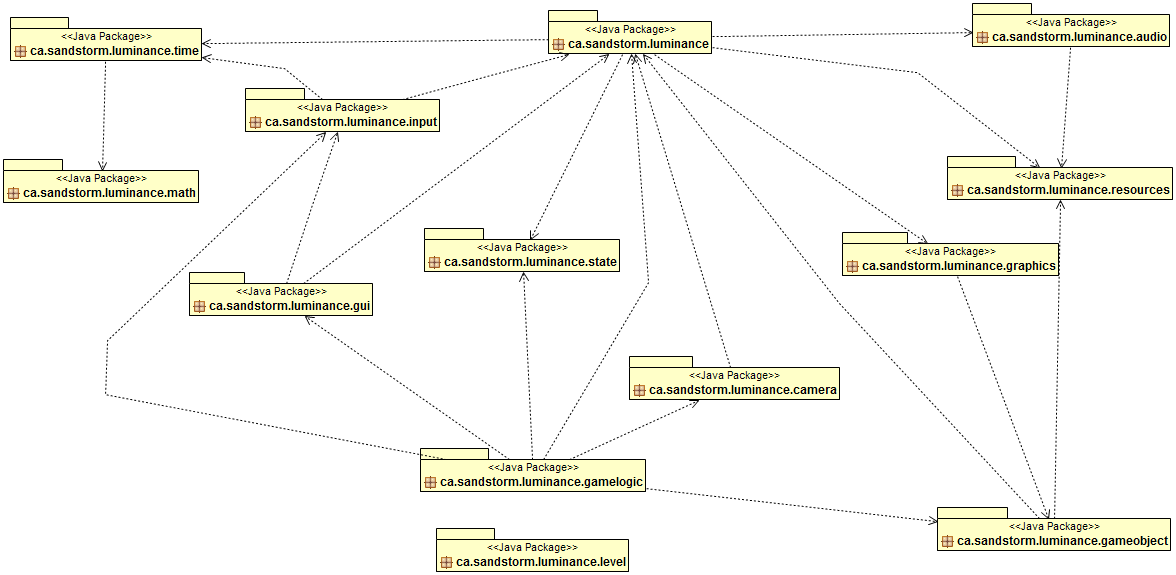 <<Java Package>>
ca.sandstorm.luminance.time
<<Java Package>>
ca.sandstorm.luminance
<<Java Package>>
ca.sandstorm.luminance.audio
<<Java Package>>
ca.sandstorm.luminance.input
<<Java Package>>
ca.sandstorm.luminance.math
<<Java Package>>
ca.sandstorm.luminance.resources
<<Java Package>>
ca.sandstorm.luminance.state
<<Java Package>>
ca.sandstorm.luminance.graphics
<<Java Package>>
ca.sandstorm.luminance.gui
<<Java Package>>
ca.sandstorm.luminance.camera
<<Java Package>>
ca.sandstorm.luminance.gamelogic
<<Java Package>>
ca.sandstorm.luminance.gameobject
<<Java Package>>
ca.sandstorm.luminance.level